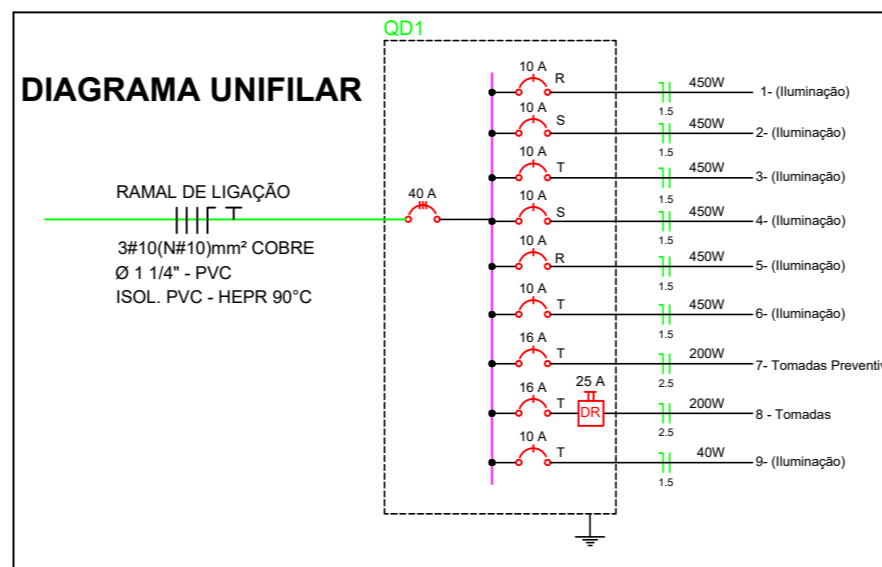 QD1
DIAGRAMA UNIFILAR
RAMAL DE LIGAÇÃO
3#10(N#10)mm² COBRE
Ø 1 1/4" - PVC
ISOL. PVC - HEPR 90°C
40 A
10 A R 450W 1.5 1- (Iluminação)
10 A S 450W 1.5 2- (Iluminação)
10 A T 450W 1.5 3- (Iluminação)
10 A S 450W 1.5 4- (Iluminação)
10 A R 450W 1.5 5- (Iluminação)
10 A T 450W 1.5 6- (Iluminação)
16 A T 200W 2.5 7- Tomadas Preventiv
16 A T 25 A DR 200W 2.5 8 - Tomadas
10 A T 40W 1.5 9- (Iluminação)